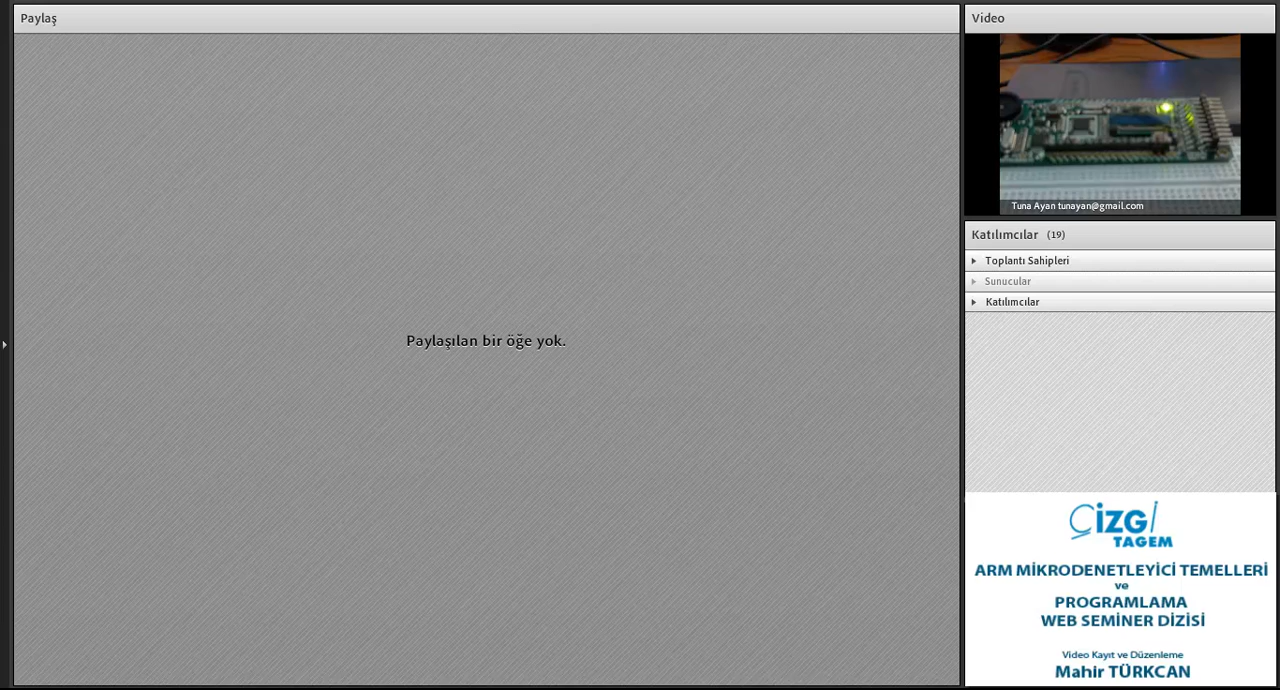 Paylaş
Paylaşılan bir öğe yok.
Video
Tuna Ayan tunayan@gmail.com
Katılımcılar (19)
Toplantı Sahipleri
Sunucular
Katılımcılar
ÇİZGİ
TAGEM
ARM MİKRODENETLEYİCİ TEMELLERİ
ve
PROGRAMLAMA
WEB SEMİNER DİZİSİ
Video Kayıt ve Düzenleme
Mahir TÜRKCAN